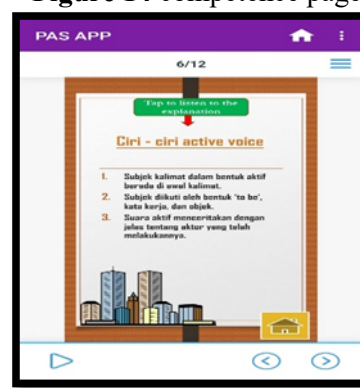 Figure 3. competence page
PAS APP
6/12
Tap to listen to the
explanation
Ciri - ciri active voice
1. Subjek kalimat dalam bentuk aktif
berada di awal kalimat.
2. Subjek diikuti oleh bentuk 'to be',
kata kerja, dan objek.
3. Suara aktif menceritakan dengan
jelas tentang aktor yang telah
melakukannya.